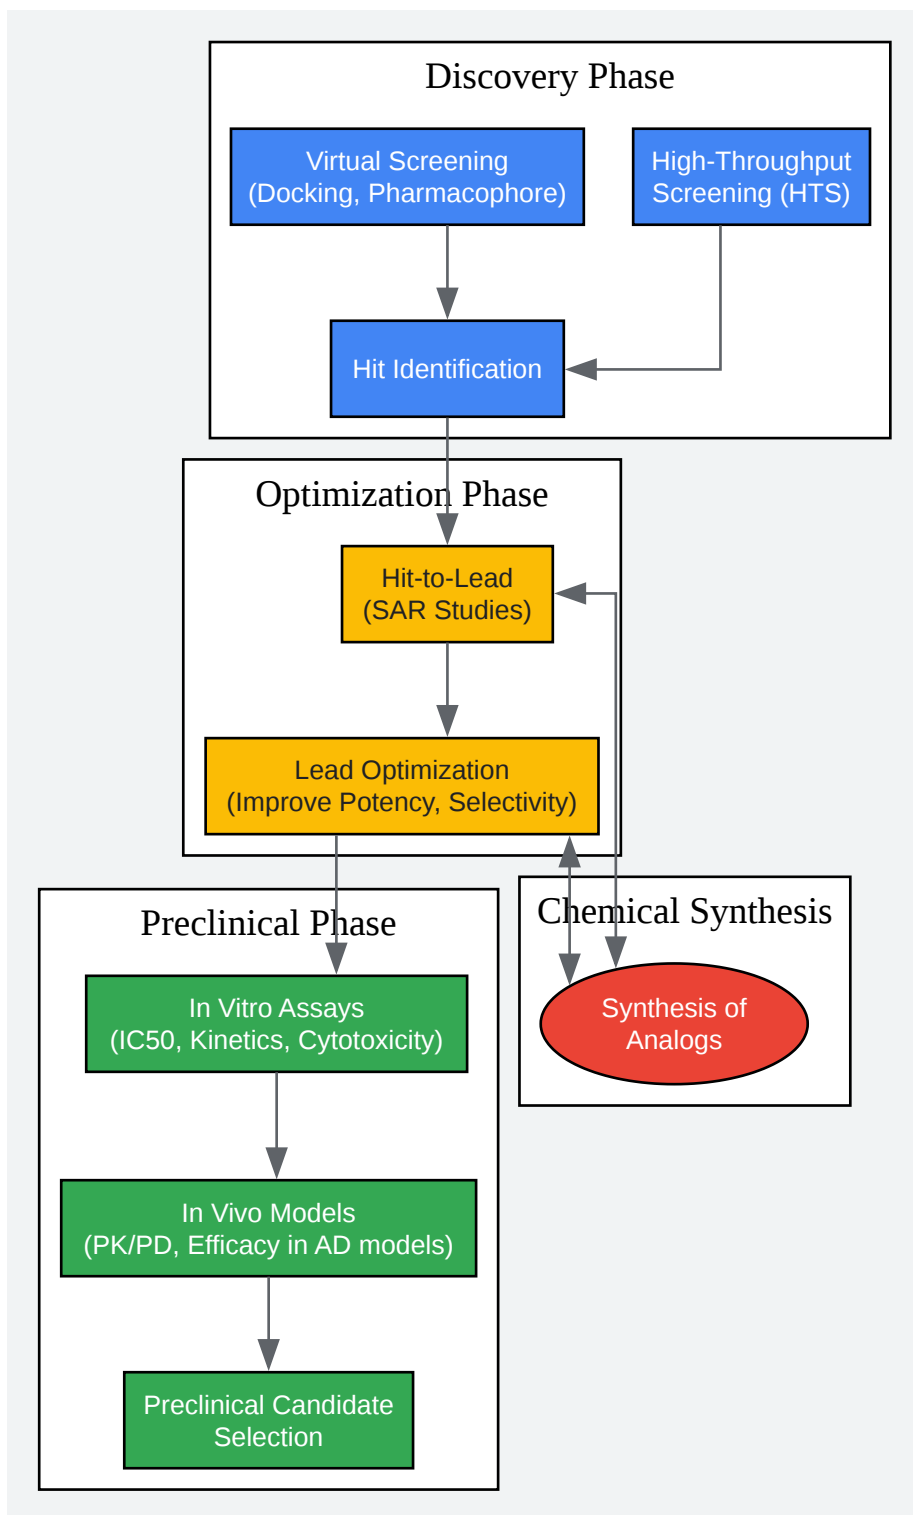 Discovery Phase
Virtual Screening
(Docking, Pharmacophore)
High-Throughput
Screening (HTS)
Hit Identification
Optimization Phase
Hit-to-Lead
(SAR Studies)
Lead Optimization
(Improve Potency, Selectivity)
Preclinical Phase
In Vitro Assays
(IC50, Kinetics, Cytotoxicity)
In Vivo Models
(PK/PD, Efficacy in AD models)
Preclinical Candidate
Selection
Chemical Synthesis
Synthesis of
Analogs